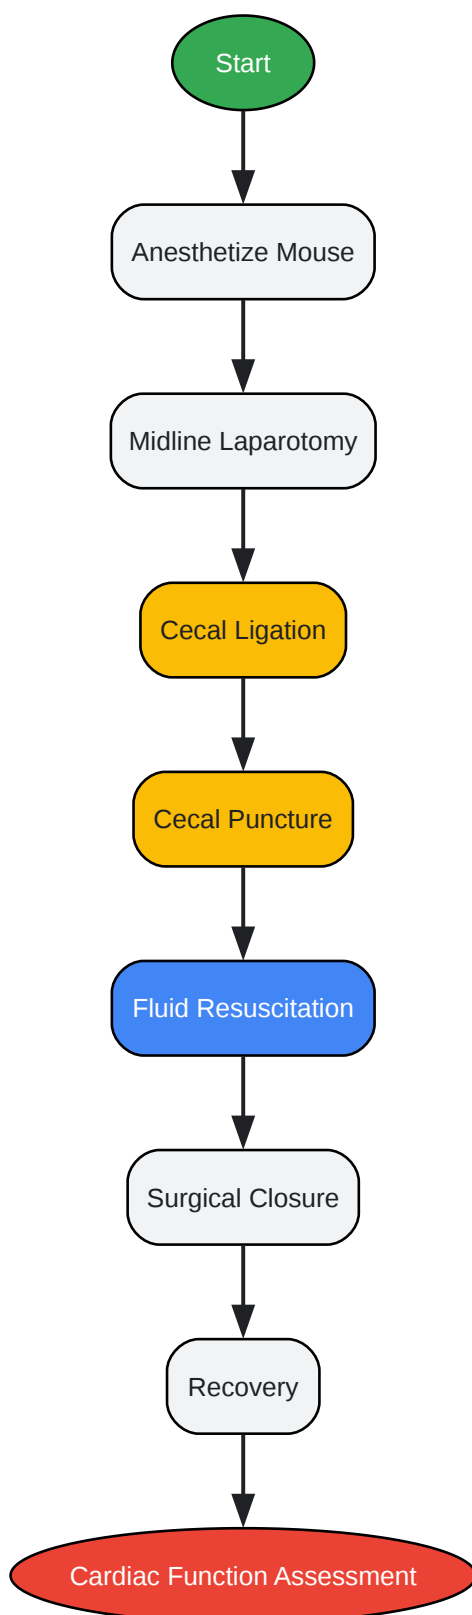 Start
Anesthetize Mouse
Midline Laparotomy
Cecal Ligation
Cecal Puncture
Fluid Resuscitation
Surgical Closure
Recovery
Cardiac Function Assessment